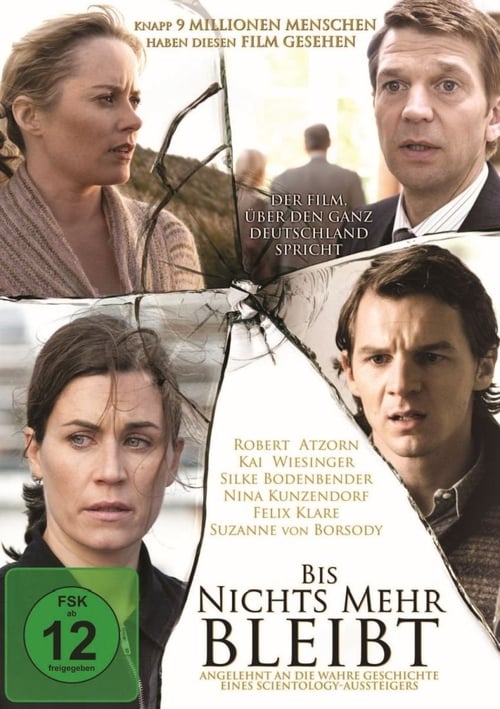 KNAPP 9 MILLIONEN MENSCHEN
HABEN DIESEN FILM GESEHEN
DER FILM,
ÜBER DEN GANZ
DEUTSCHLAND
SPRICHT
ROBERT ATZORN
KAI WIESINGER
SILKE BODENBENDER
NINA KUNZENDORF
FELIX KLARE
SUZANNE VON BORSODY
BIS
NICHTS MEHR
BLEIBT
ANGELEHNT AN DIE WAHRE GESCHICHTE
EINES SCIENTOLOGY-AUSSTEIGERS
FSK
ab
12
freigegeben